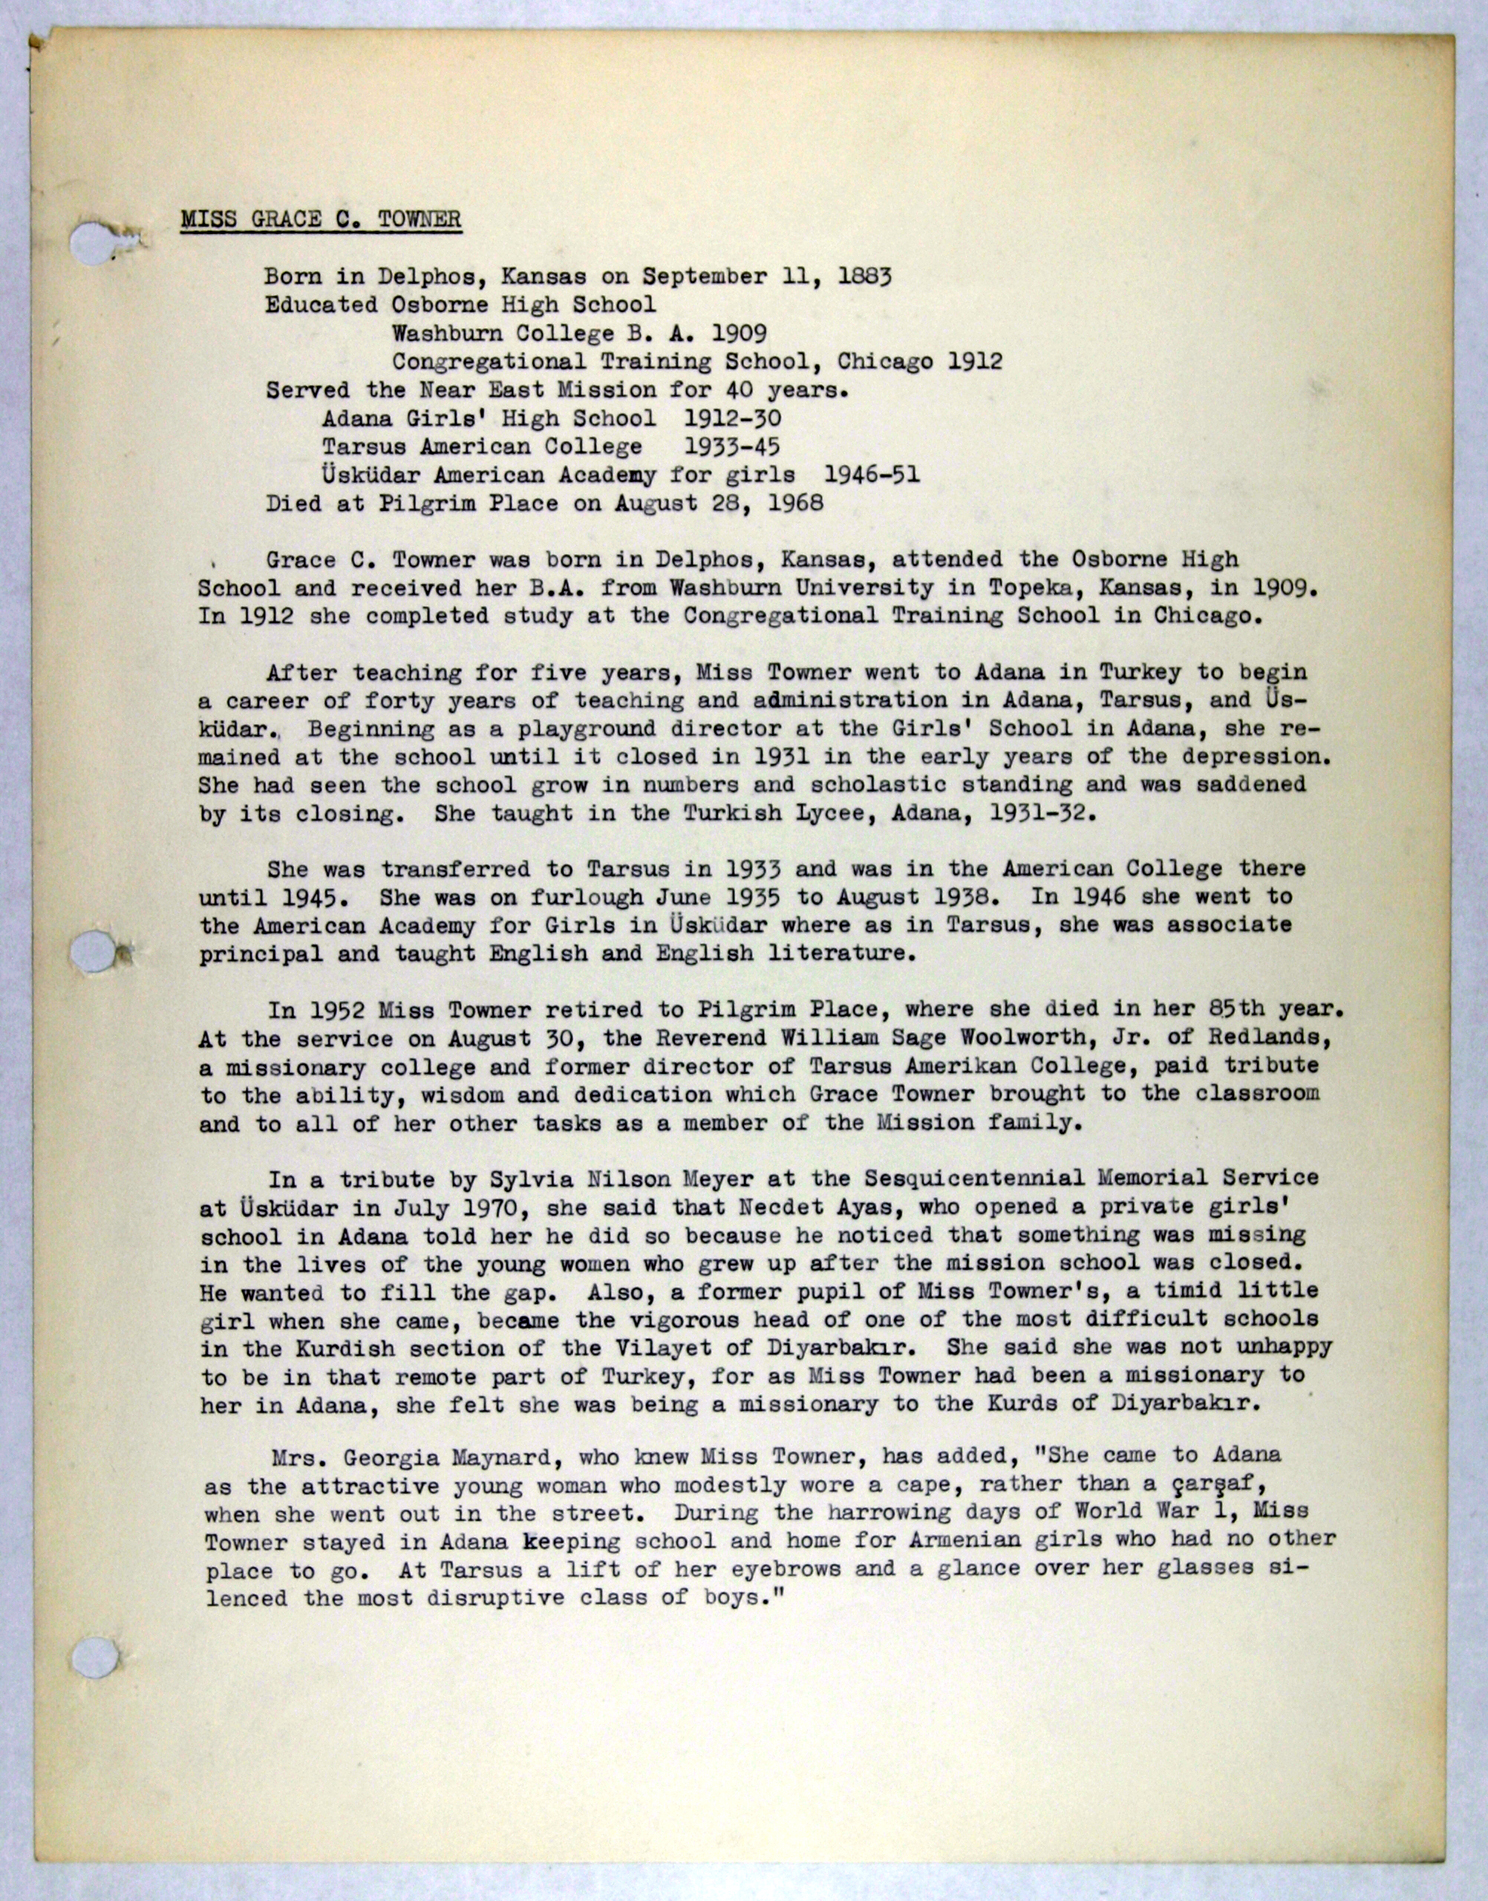 MISS GRACE C. TOWNER
Born in Delphos, Kansas on September 11, 1883
Educated Osborne High School
Washburn College B. A. 1909
Congregational Training School, Chicago 1912
Served the Near East Mission for 40 years.
Adana Girls' High School 1912-30
Tarsus American College 1933-45
Üsküdar American Academy for girls 1946-51
Died at Pilgrim Place on August 28, 1968
Grace C. Towner was born in Delphos, Kansas, attended the Osborne High
School and received her B.A. from Washburn University in Topeka, Kansas, in 1909.
In 1912 she completed study at the Congregational Training School in Chicago.
After teaching for five years, Miss Towner went to Adana in Turkey to begin
a career of forty years of teaching and administration in Adana, Tarsus, and Üs-
küdar. Beginning as a playground director at the Girls' School in Adana, she re-
mained at the school until it closed in 1931 in the early years of the depression.
She had seen the school grow in numbers and scholastic standing and was saddened
by its closing. She taught in the Turkish Lycee, Adana, 1931-32.
She was transferred to Tarsus in 1933 and was in the American College there
until 1945. She was on furlough June 1935 to August 1938. In 1946 she went to
the American Academy for Girls in Üsküdar where as in Tarsus, she was associate
principal and taught English and English literature.
In 1952 Miss Towner retired to Pilgrim Place, where she died in her 85th year.
At the service on August 30, the Reverend William Sage Woolworth, Jr. of Redlands,
a missionary college and former director of Tarsus Amerikan College, paid tribute
to the ability, wisdom and dedication which Grace Towner brought to the classroom
and to all of her other tasks as a member of the Mission family.
In a tribute by Sylvia Nilson Meyer at the Sesquicentennial Memorial Service
at Üsküdar in July 1970, she said that Necdet Ayas, who opened a private girls'
school in Adana told her he did so because he noticed that something was missing
in the lives of the young women who grew up after the mission school was closed.
He wanted to fill the gap. Also, a former pupil of Miss Towner's, a timid little
girl when she came, became the vigorous head of one of the most difficult schools
in the Kurdish section of the Vilayet of Diyarbakır. She said she was not unhappy
to be in that remote part of Turkey, for as Miss Towner had been a missionary to
her in Adana, she felt she was being a missionary to the Kurds of Diyarbakır.
Mrs. Georgia Maynard, who knew Miss Towner, has added, "She came to Adana
as the attractive young woman who modestly wore a cape, rather than a çarşaf,
when she went out in the street. During the harrowing days of World War 1, Miss
Towner stayed in Adana keeping school and home for Armenian girls who had no other
place to go. At Tarsus a lift of her eyebrows and a glance over her glasses si-
lenced the most disruptive class of boys."